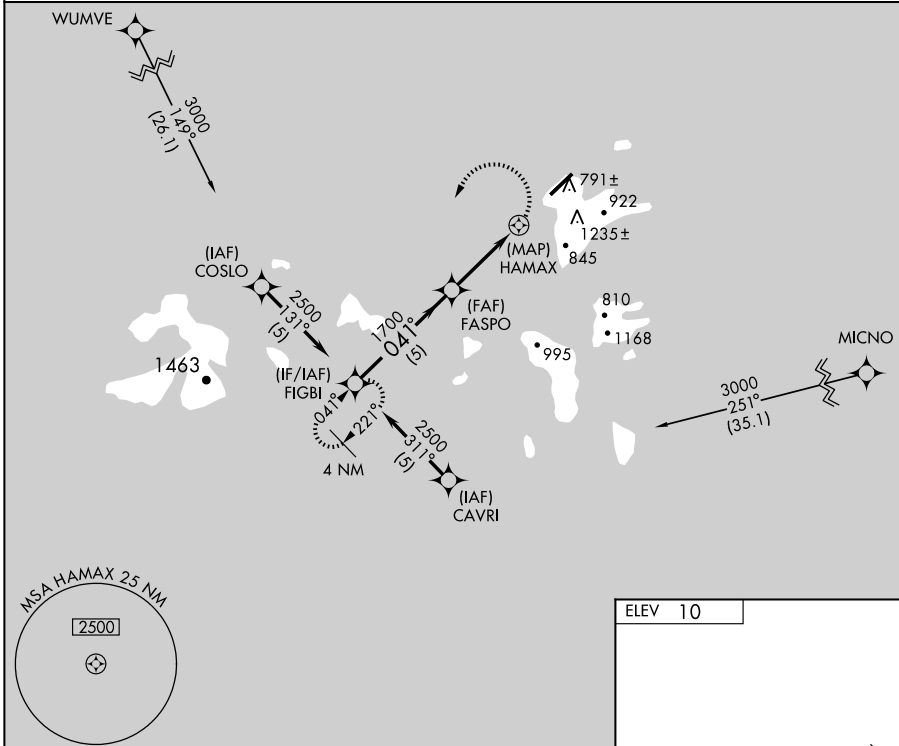 WUMVE
3000
149°
(26.1)
791±
922
1235±
845
(MAP)
HAMAX
(IAF)
COSLO
2500
131°
(5)
(FAF)
FASPO
1700
041°
(5)
810
1168
995
MICNO
3000
251°
(35.1)
1463
(IF/IAF)
FIGBI
041°
221°
4 NM
2500
311°
(5)
(IAF)
CAVRI
MSA HAMAX 25 NM
2500
ELEV 10